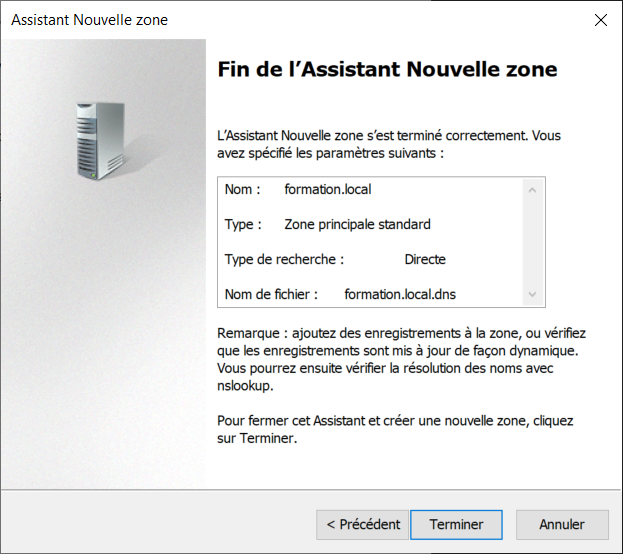 Assistant Nouvelle zone
Fin de l’Assistant Nouvelle zone
L’Assistant Nouvelle zone s’est terminé correctement. Vous
avez spécifié les paramètres suivants :
Nom : formation.local
Type : Zone principale standard
Type de recherche : Directe
Nom de fichier : formation.local.dns
Remarque : ajoutez des enregistrements à la zone, ou vérifiez
que les enregistrements sont mis à jour de façon dynamique.
Vous pourrez ensuite vérifier la résolution des noms avec
nslookup.
Pour fermer cet Assistant et créer une nouvelle zone, cliquez
sur Terminer.
< Précédent Terminer Annuler